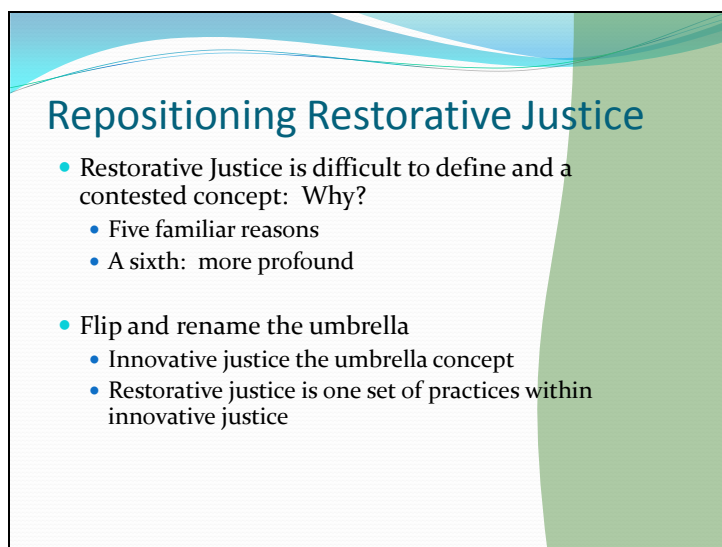 Repositioning Restorative Justice
• Restorative Justice is difficult to define and a
contested concept: Why?
• Five familiar reasons
• A sixth: more profound
• Flip and rename the umbrella
• Innovative justice the umbrella concept
• Restorative justice is one set of practices within
innovative justice